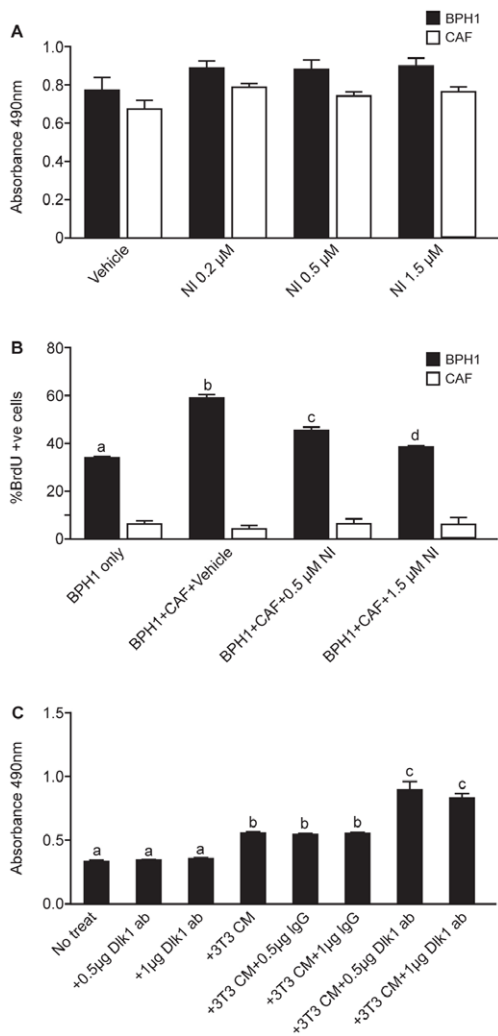 A
BPH1
CAF
Absorbance 490nm
1.0
0.8
0.6
0.4
0.2
0
Vehicle
NI 0.2 µM
NI 0.5 µM
NI 1.5 µM
B
BPH1
CAF
%BrdU +ve cells
80
60
40
20
0
a
b
c
d
BPH1 only
BPH1+CAF+Vehicle
BPH1+CAF+0.5 µM NI
BPH1+CAF+1.5 µM NI
C
Absorbance 490nm
1.5
1.0
0.5
0.0
a
a
a
b
b
b
c
c
No treat
+0.5µg Dlk1 ab
+1µg Dlk1 ab
+3T3 CM
+3T3 CM+0.5µg IgG
+3T3 CM+1µg IgG
+3T3 CM+0.5µg Dlk1 ab
+3T3 CM+1µg Dlk1 ab